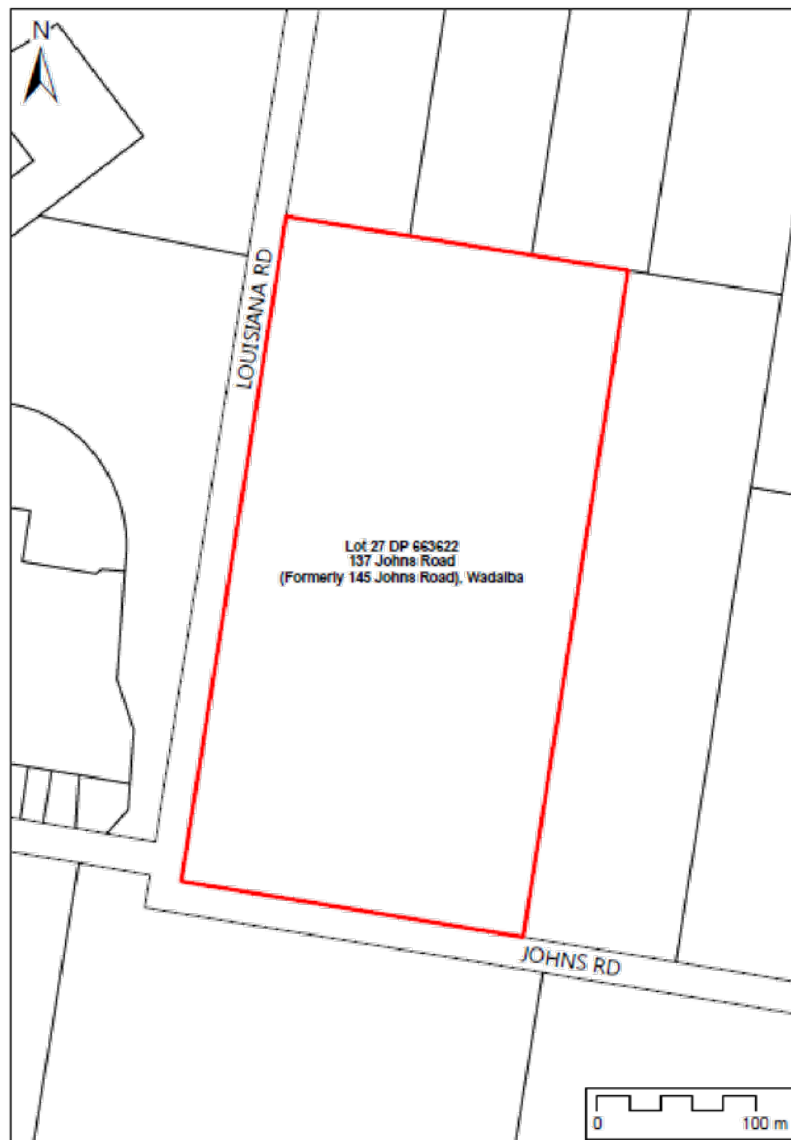 N
LOUISIANA RD
Lot 27 DP 663622
137 Johns Road
(Formerly 145 Johns Road), Wadalba
JOHNS RD
0 100 m